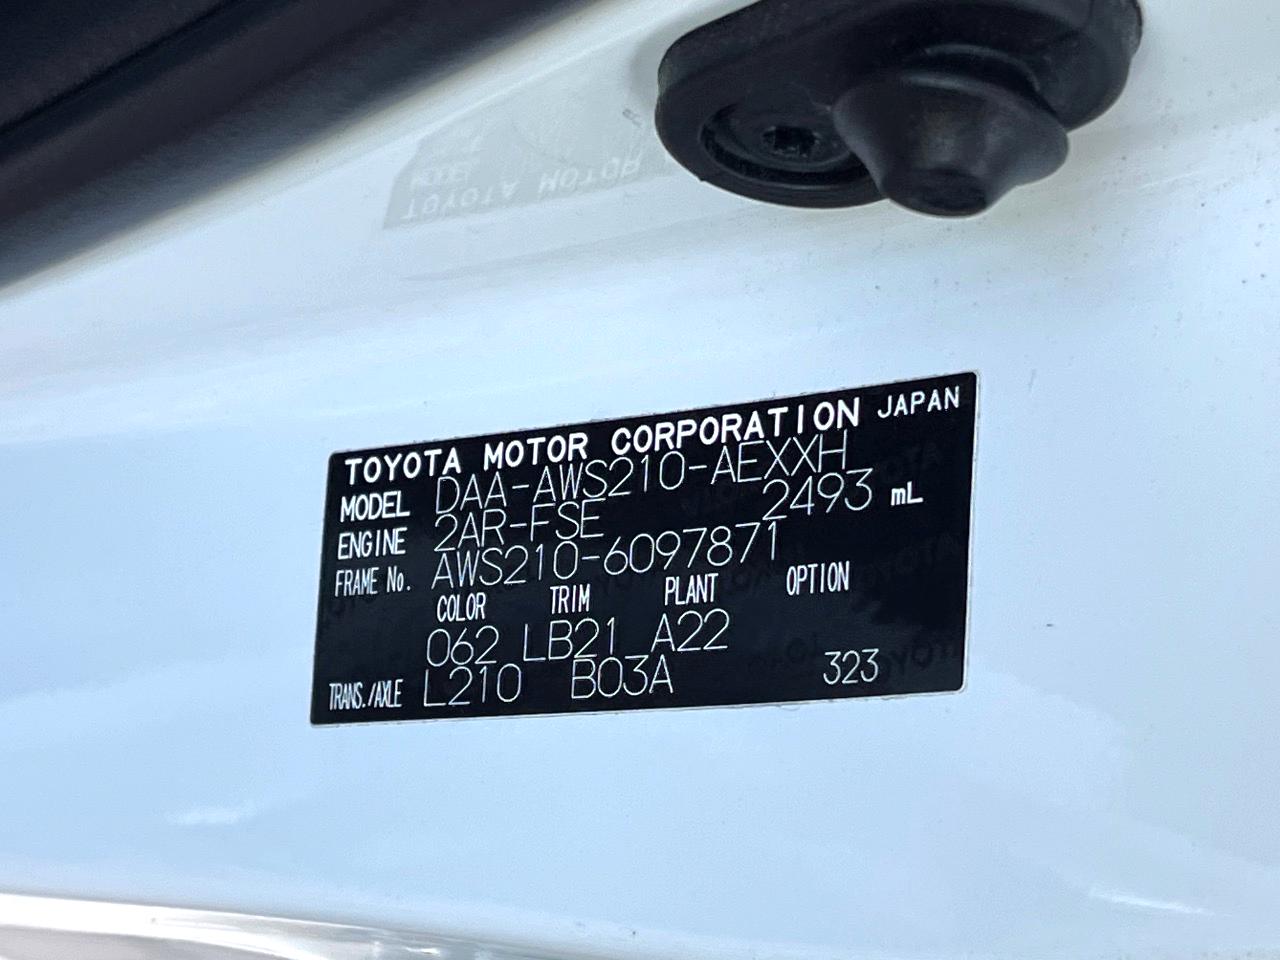 TOYOTA MOTOR CORPORATION JAPAN
MODEL DAA-AWS210-AEXXH
ENGINE 2AR-FSE 2493 mL
FRAME No. AWS210-6097871
COLOR TRIM PLANT OPTION
062 LB21 A22
TRANS./AXLE L210 B03A 323